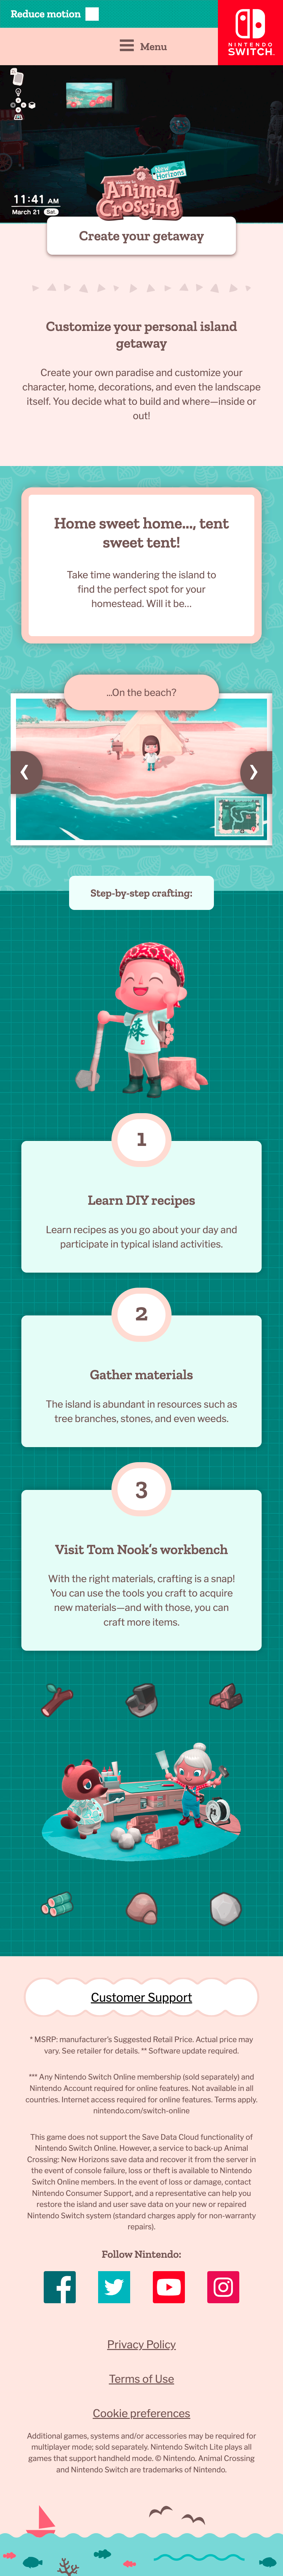 Reduce motion
Menu
NINTENDO
SWITCH
11:41 AM
March 21 Sat.
New
Horizons
Animal
Crossing
Create your getaway
Customize your personal island
getaway
Create your own paradise and customize your
character, home, decorations, and even the landscape
itself. You decide what to build and where—inside or
out!
Home sweet home..., tent
sweet tent!
Take time wandering the island to
find the perfect spot for your
homestead. Will it be...
...On the beach?
Step-by-step crafting:
1
Learn DIY recipes
Learn recipes as you go about your day and
participate in typical island activities.
2
Gather materials
The island is abundant in resources such as
tree branches, stones, and even weeds.
3
Visit Tom Nook's workbench
With the right materials, crafting is a snap!
You can use the tools you craft to acquire
new materials—and with those, you can
craft more items.
Customer Support
* MSRP: manufacturer's Suggested Retail Price. Actual price may
vary. See retailer for details. ** Software update required.
*** Any Nintendo Switch Online membership (sold separately) and
Nintendo Account required for online features. Not available in all
countries. Internet access required for online features. Terms apply.
nintendo.com/switch-online
This game does not support the Save Data Cloud functionality of
Nintendo Switch Online. However, a service to back-up Animal
Crossing: New Horizons save data and recover it from the server in
the event of console failure, loss or theft is available to Nintendo
Switch Online members. In the event of loss or damage, contact
Nintendo Consumer Support, and a representative can help you
restore the island and user save data on your new or repaired
Nintendo Switch system (standard charges apply for non-warranty
repairs).
Follow Nintendo:
Privacy Policy
Terms of Use
Cookie preferences
Additional games, systems and/or accessories may be required for
multiplayer mode; sold separately. Nintendo Switch Lite plays all
games that support handheld mode. © Nintendo. Animal Crossing
and Nintendo Switch are trademarks of Nintendo.